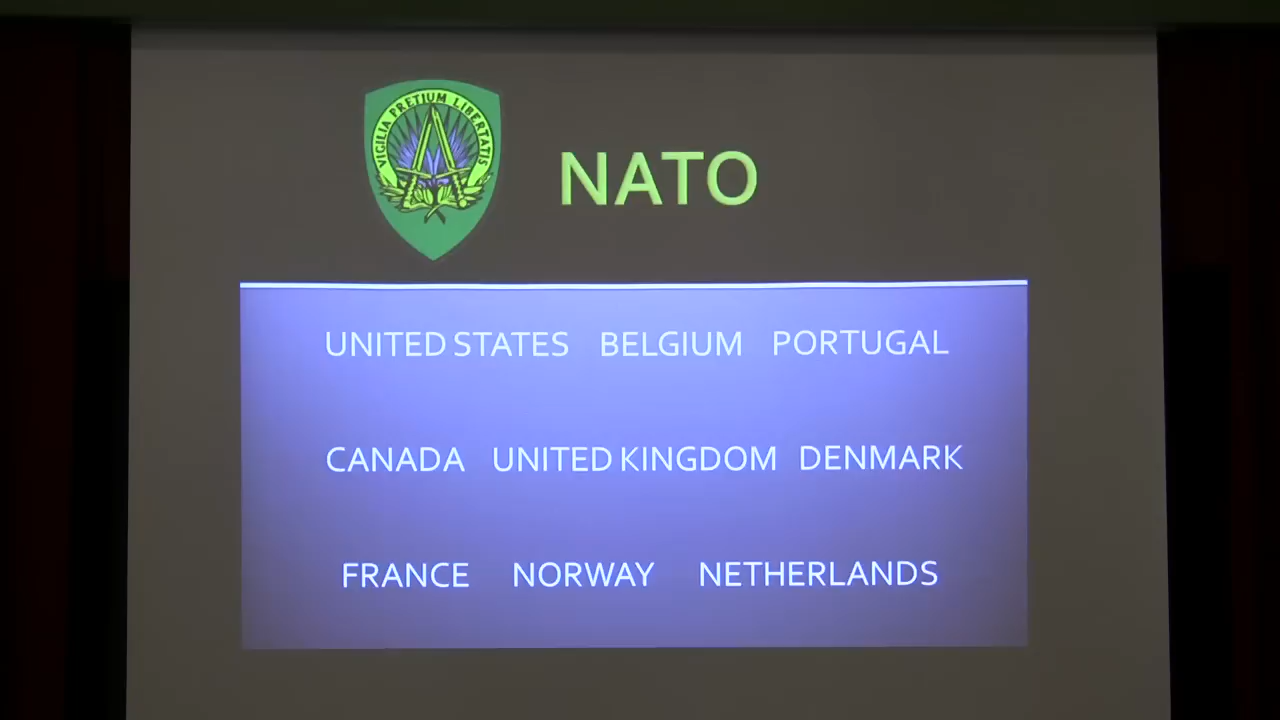 VIGILIA PRETIUM LIBERTATIS
NATO
UNITED STATES BELGIUM PORTUGAL
CANADA UNITED KINGDOM DENMARK
FRANCE NORWAY NETHERLANDS